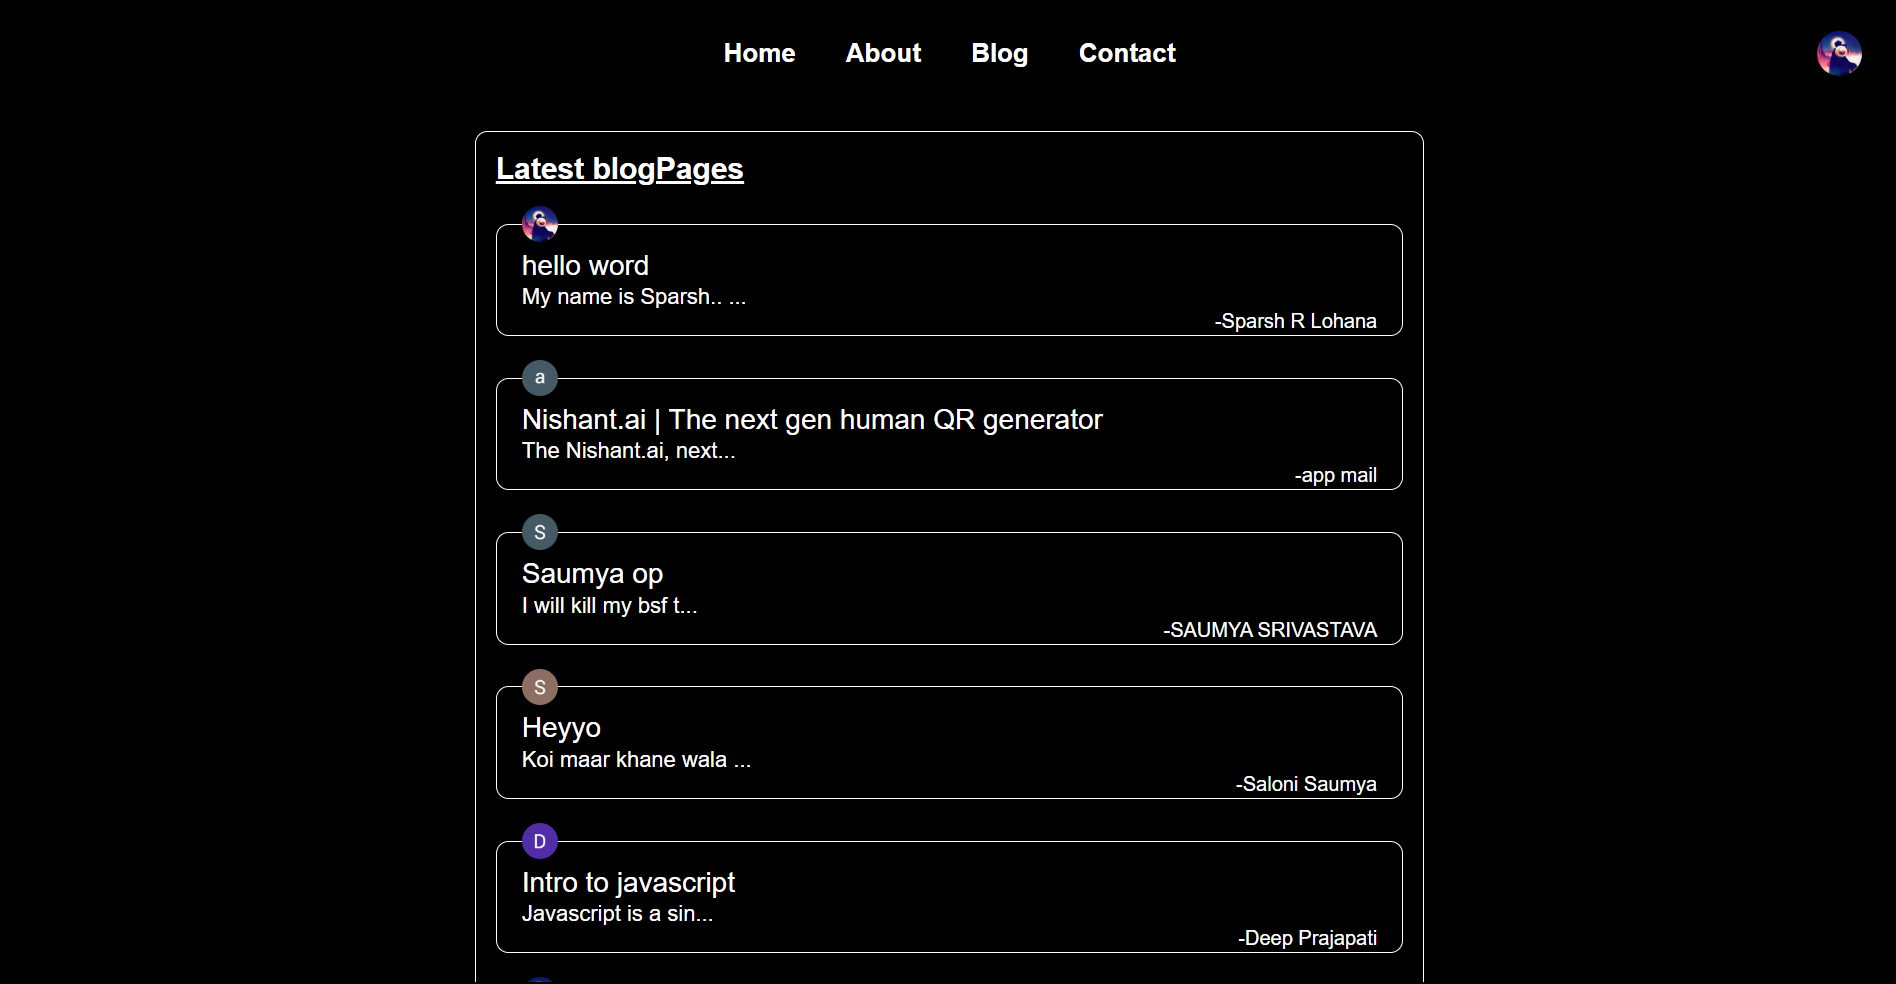 Home About Blog Contact
Latest blogPages
hello word
My name is Sparsh.. ...
-Sparsh R Lohana
a
Nishant.ai | The next gen human QR generator
The Nishant.ai, next...
-app mail
S
Saumya op
I will kill my bsf t...
-SAUMYA SRIVASTAVA
S
Heyyo
Koi maar khane wala ...
-Saloni Saumya
D
Intro to javascript
Javascript is a sin...
-Deep Prajapati